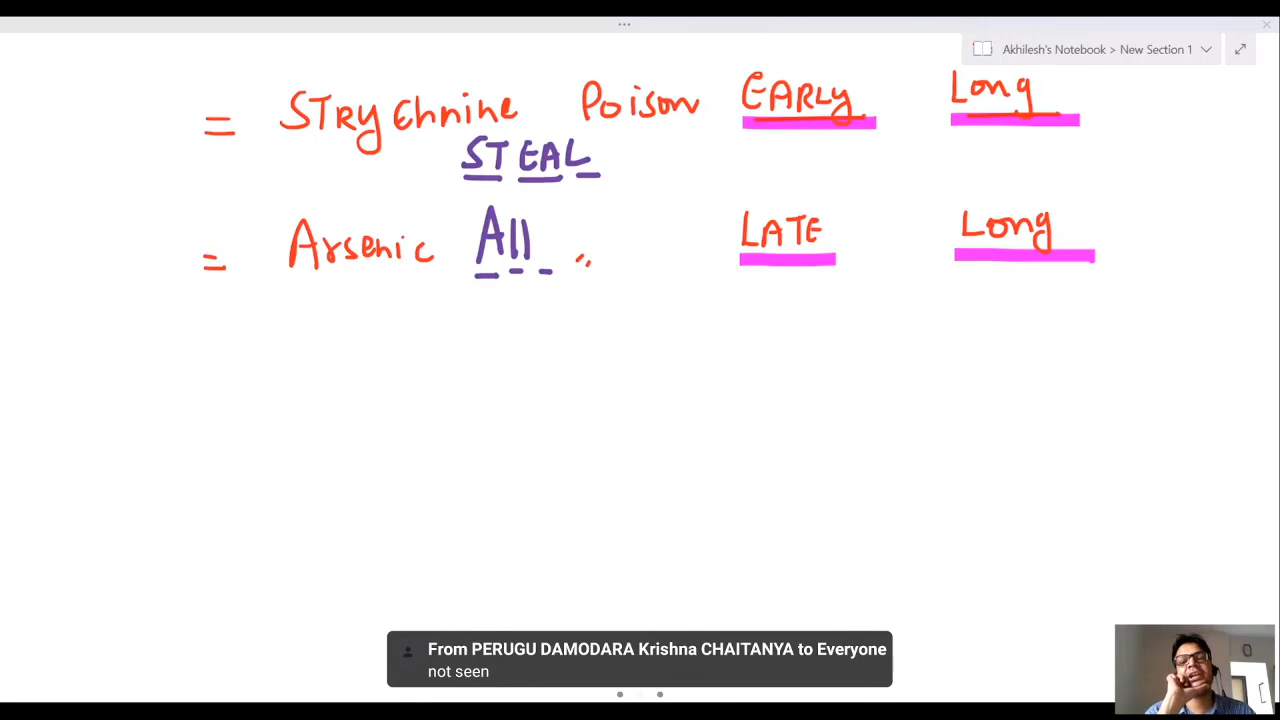 Akhilesh's Notebook > New Section 1
= STRychnine Poison EARLy Long
STEAL
= Arsenic All " LATE Long
From PERUGU DAMODARA Krishna CHAITANYA to Everyone
not seen